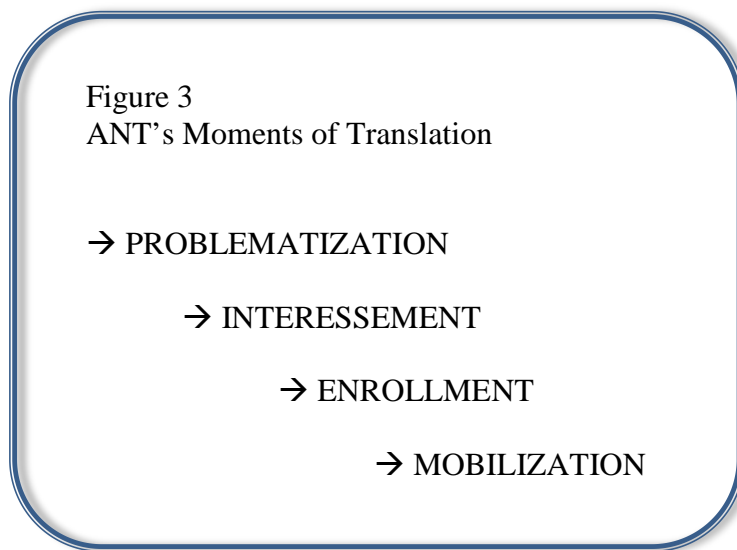 Figure 3
ANT’s Moments of Translation
→ PROBLEMATIZATION
→ INTERESSEMENT
→ ENROLLMENT
→ MOBILIZATION